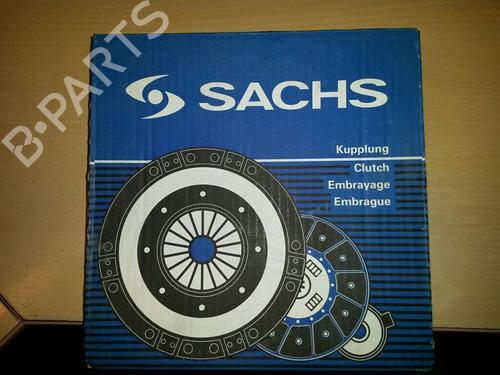 B-PARTS
SACHS
Kupplung
Clutch
Embrayage
Embrague